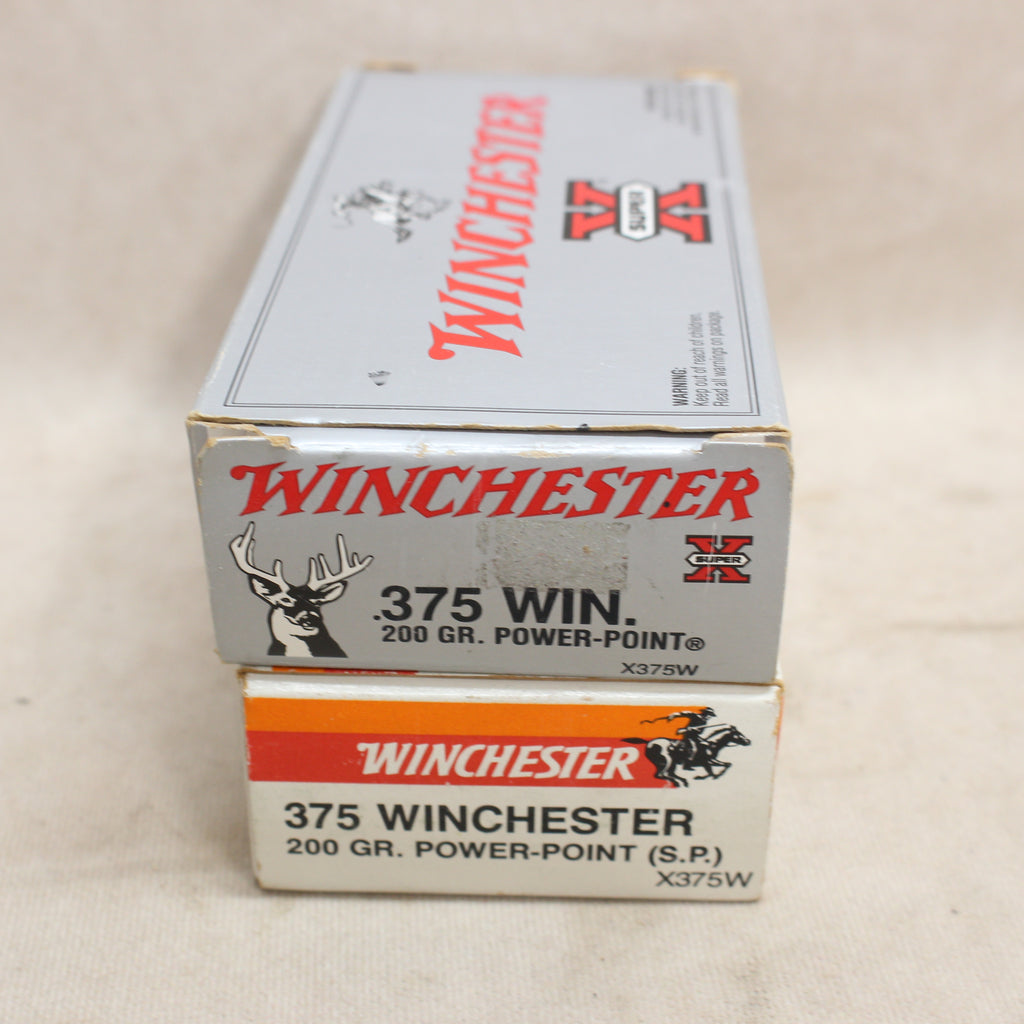 WINCHESTER
SUPER X
WARNING:
Keep out of reach of children.
Read all warnings on package.
WINCHESTER
SUPER X
.375 WIN.
200 GR. POWER-POINT®
X375W
WINCHESTER
375 WINCHESTER
200 GR. POWER-POINT (S.P.)
X375W